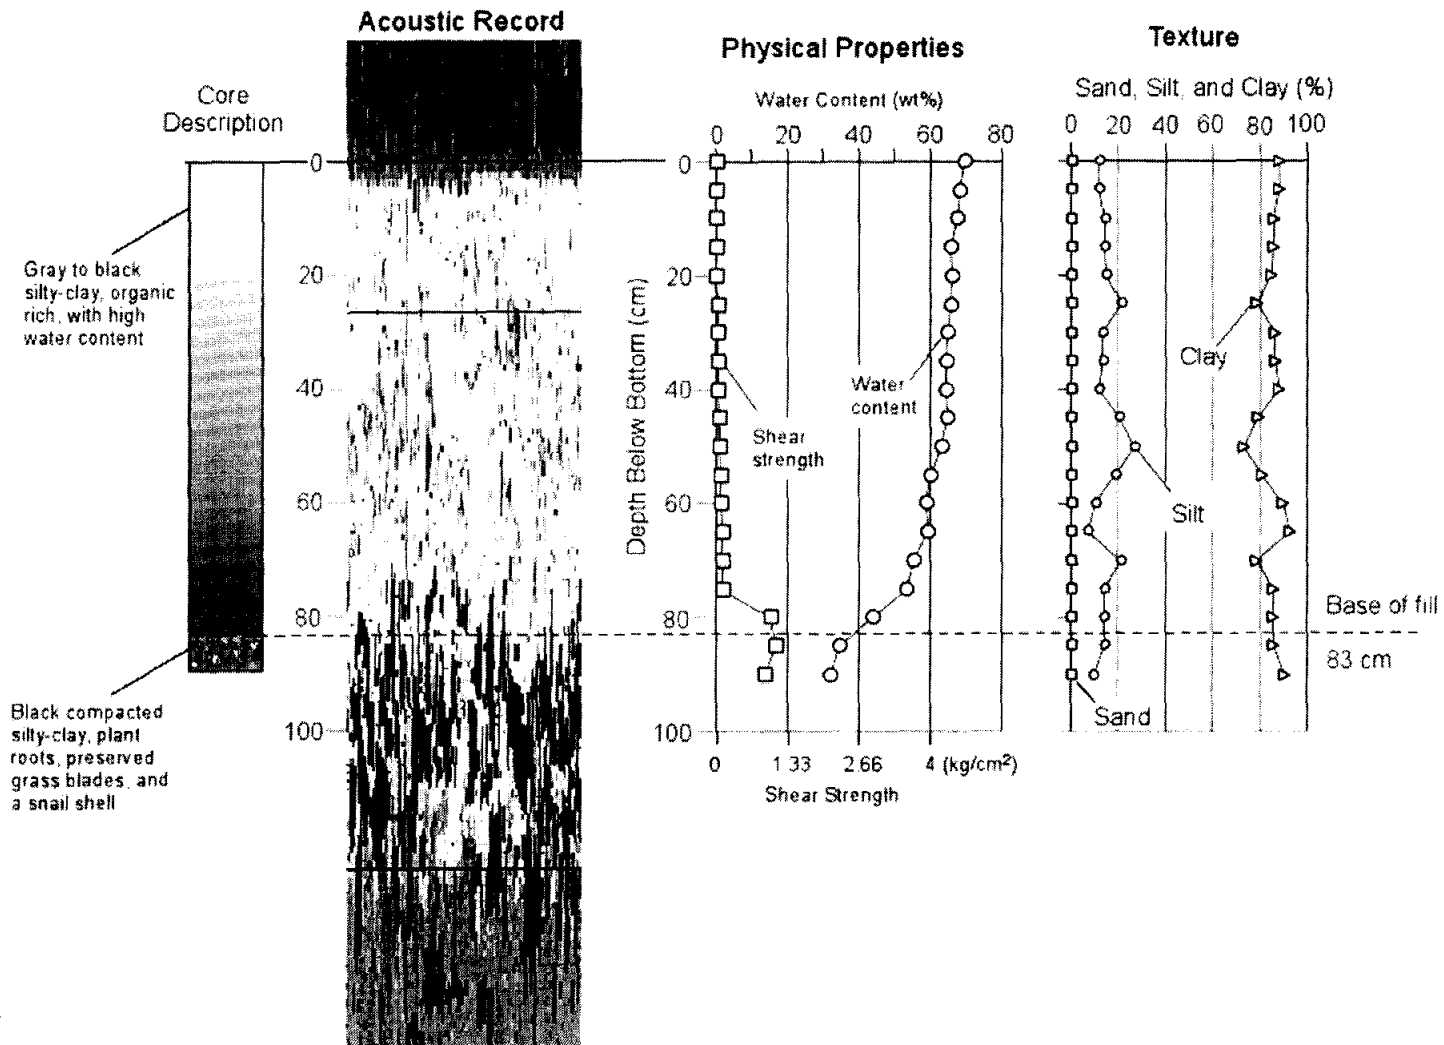 Acoustic Record
Physical Properties
Texture
Core
Description
Water Content (wt%)
Sand, Silt, and Clay (%)
0 20 40 60 80
0 20 40 60 80 100
0
20
40
60
80
100
Gray to black
silty-clay, organic
rich, with high
water content
Black compacted
silty-clay, plant
roots, preserved
grass blades, and
a snail shell
Depth Below Bottom (cm)
0
20
40
60
80
100
Water
content
Shear
strength
0 1.33 2.66 4 (kg/cm²)
Shear Strength
Clay
Silt
Sand
Base of fill
83 cm